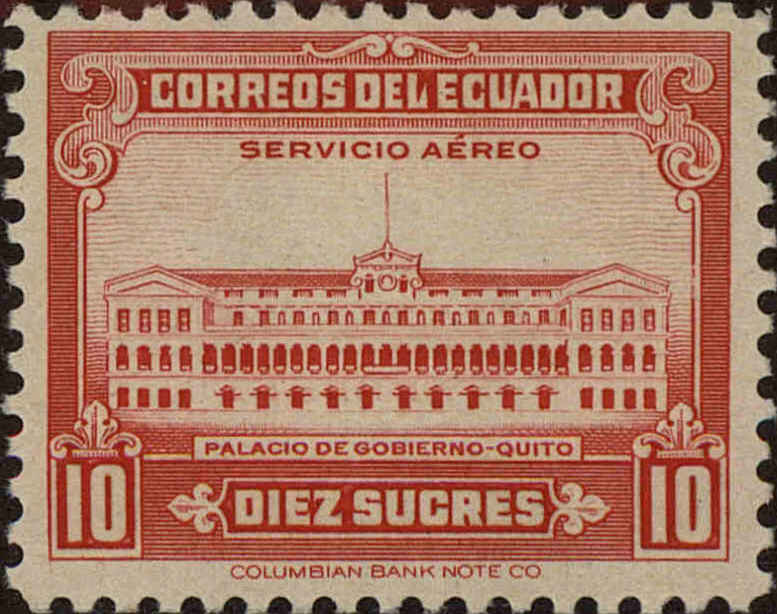 CORREOS DEL ECUADOR
SERVICIO AÉREO
PALACIO DE GOBIERNO-QUITO
10 DIEZ SUCRES 10
COLUMBIAN BANK NOTE CO